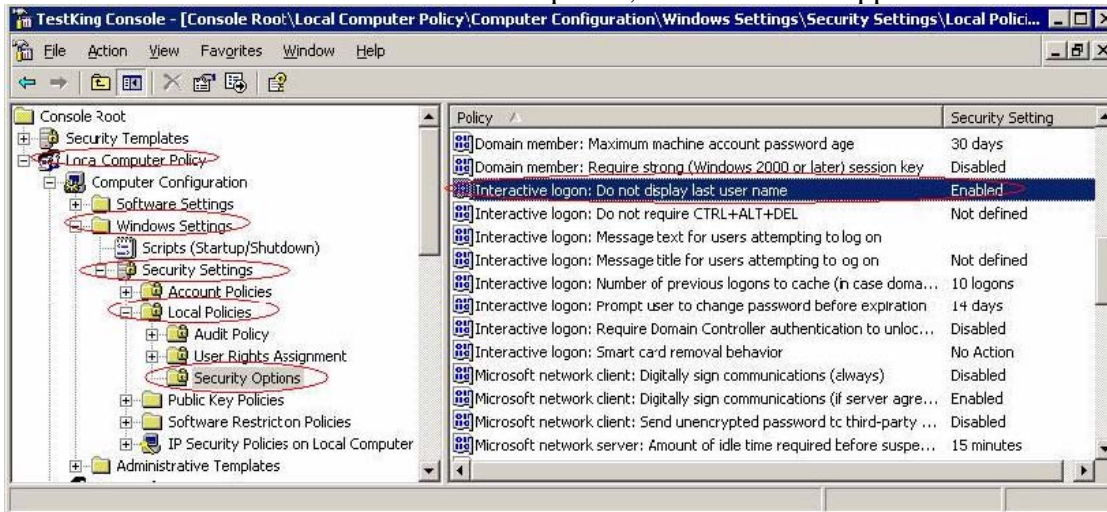 TestKing Console - [Console Root\Local Computer Policy\Computer Configuration\Windows Settings\Security Settings\Local Polici...
File Action View Favorites Window Help
Console Root
Security Templates
Local Computer Policy
Computer Configuration
Software Settings
Windows Settings
Scripts (Startup/Shutdown)
Security Settings
Account Policies
Local Policies
Audit Policy
User Rights Assignment
Security Options
Public Key Policies
Software Restricton Policies
IP Security Policies on Local Computer
Administrative Templates
Policy Security Setting
Domain member: Maximum machine account password age 30 days
Domain member: Require strong (Windows 2000 or later) session key Disabled
Interactive logon: Do not display last user name Enabled
Interactive logon: Do not require CTRL+ALT+DEL Not defined
Interactive logon: Message text for users attempting to log on
Interactive logon: Message title for users attempting to log on Not defined
Interactive logon: Number of previous logons to cache (in case doma... 10 logons
Interactive logon: Prompt user to change password before expiration 14 days
Interactive logon: Require Domain Controller authentication to unloc... Disabled
Interactive logon: Smart card removal behavior No Action
Microsoft network client: Digitally sign communications (always) Disabled
Microsoft network client: Digitally sign communications (if server agre... Enabled
Microsoft network client: Send unencrypted password to third-party ... Disabled
Microsoft network server: Amount of idle time required before suspe... 15 minutes